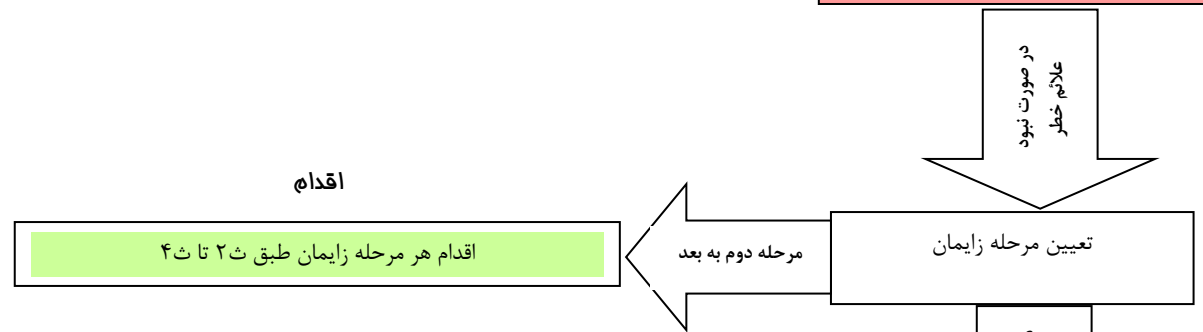 در صورت نبود
علائم خطر
اقدام
تعیین مرحله زایمان
مرحله دوم به بعد
اقدام هر مرحله زایمان طبق ث۲ تا ث۴